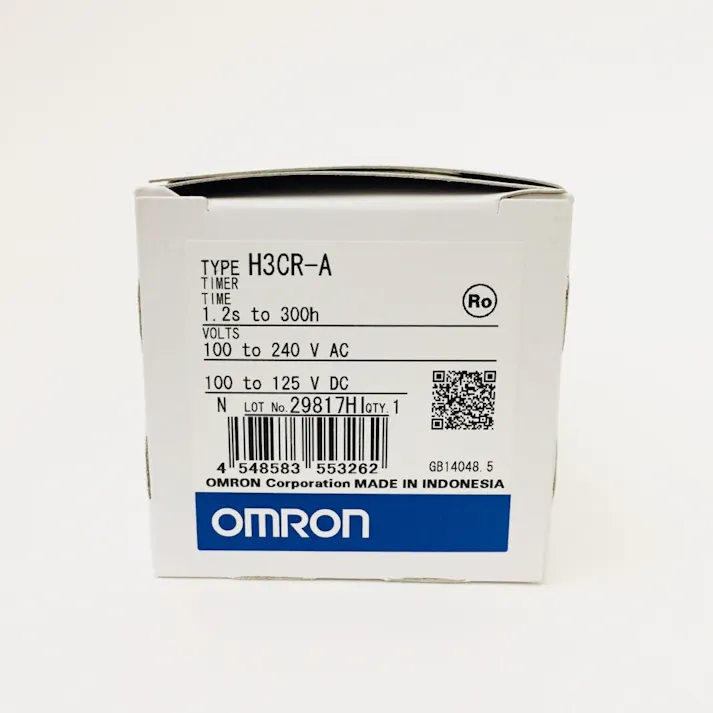 TYPE H3CR-A
TIMER
TIME
1.2s to 300h
Ro
VOLTS
100 to 240 V AC
100 to 125 V DC
N LOT No. 29817HI QTY. 1
4 548583 553262
GB14048.5
OMRON Corporation MADE IN INDONESIA
OMRON